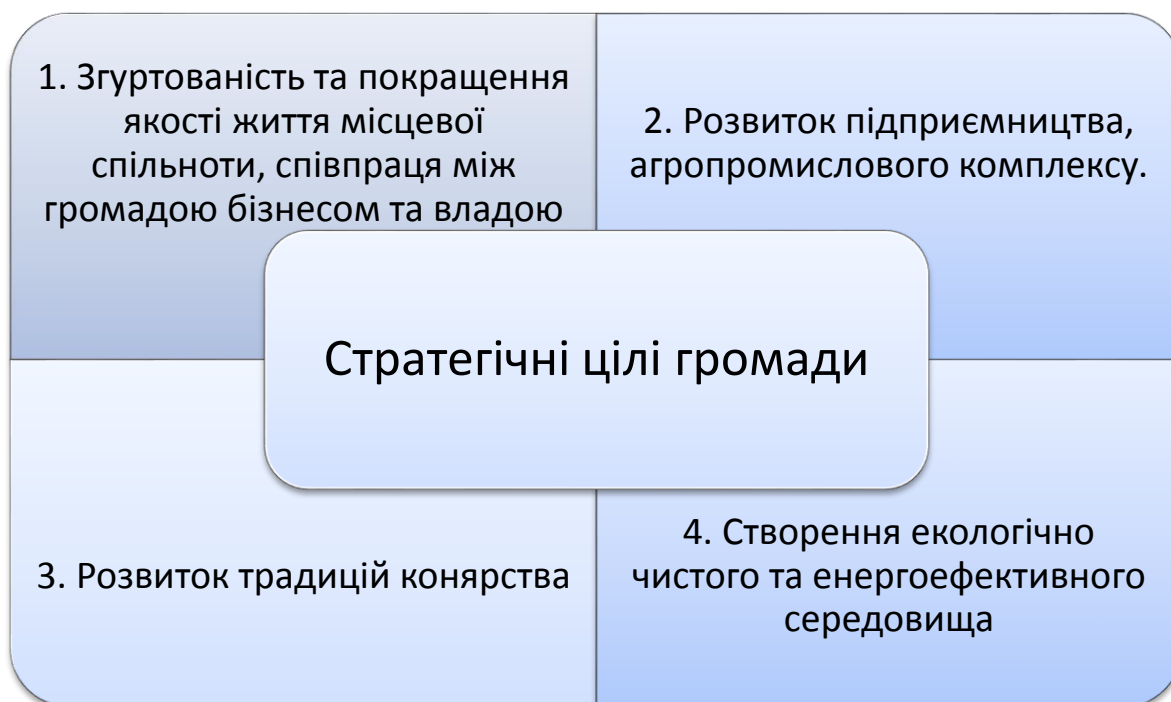 1. Згуртованість та покращення
якості життя місцевої
спільноти, співпраця між
громадою бізнесом та владою
2. Розвиток підприємництва,
агропромислового комплексу.
Стратегічні цілі громади
3. Розвиток традицій конярства
4. Створення екологічно
чистого та енергоефективного
середовища